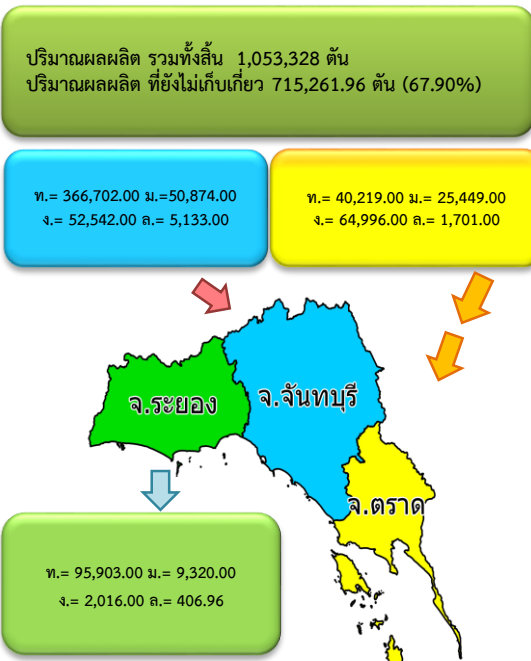 ปริมาณผลผลิต รวมทั้งสิ้น 1,053,328 ตัน
ปริมาณผลผลิต ที่ยังไม่เก็บเกี่ยว 715,261.96 ตัน (67.90%)
ท.= 366,702.00 ม.=50,874.00
ง.= 52,542.00 ล.= 5,133.00
ท.= 40,219.00 ม.= 25,449.00
ง.= 64,996.00 ล.= 1,701.00
จ.ระยอง
จ.จันทบุรี
จ.ตราด
ท.= 95,903.00 ม.= 9,320.00
ง.= 2,016.00 ล.= 406.96